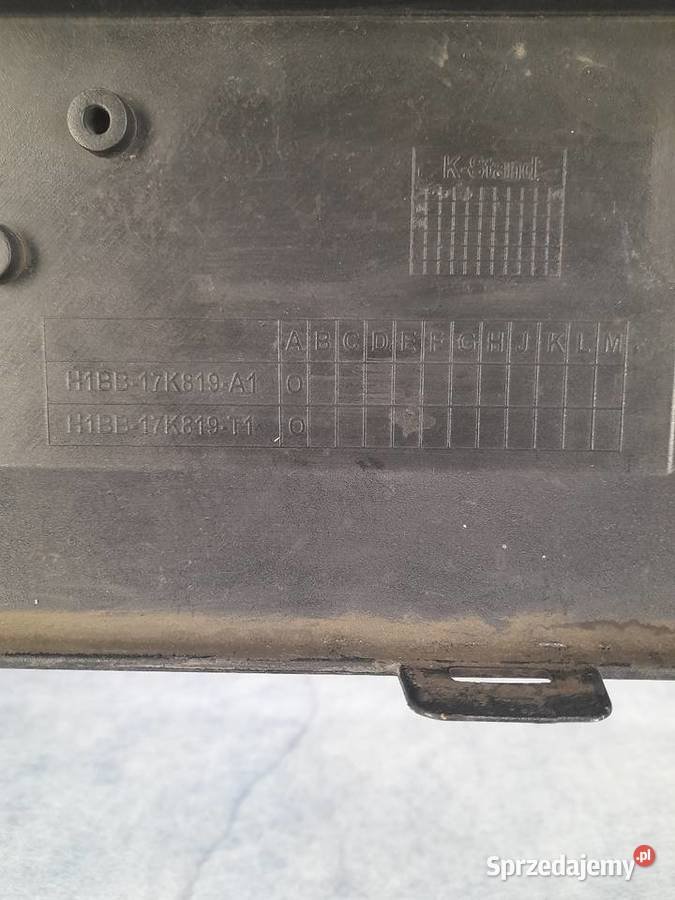 K-Stand
A B C D E F G H J K L M
H1BB-17K819-A1 O
H1BB-17K819-T1 O
Sprzedajemy.pl